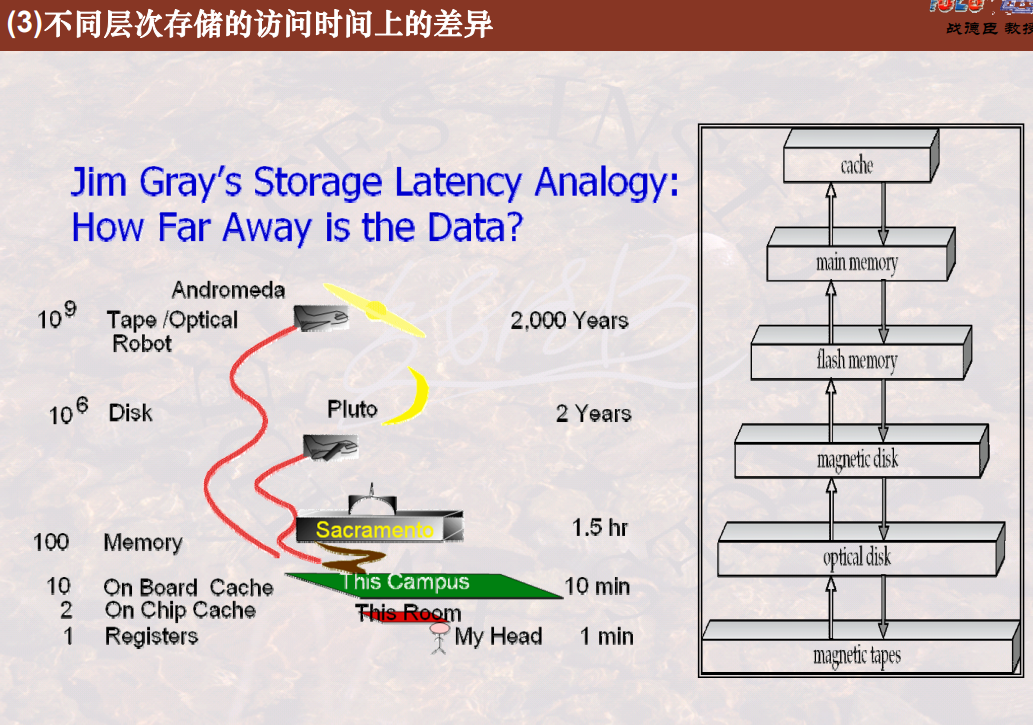 (3)不同层次存储的访问时间上的差异
战德臣 教授
Jim Gray's Storage Latency Analogy:
How Far Away is the Data?
Andromeda
10 9 Tape /Optical 2,000 Years
Robot
10 6 Disk Pluto 2 Years
Sacramento 1.5 hr
100 Memory
10 On Board Cache This Campus 10 min
2 On Chip Cache This Room
1 Registers My Head 1 min
cache
main memory
flash memory
magnetic disk
optical disk
magnetic tapes